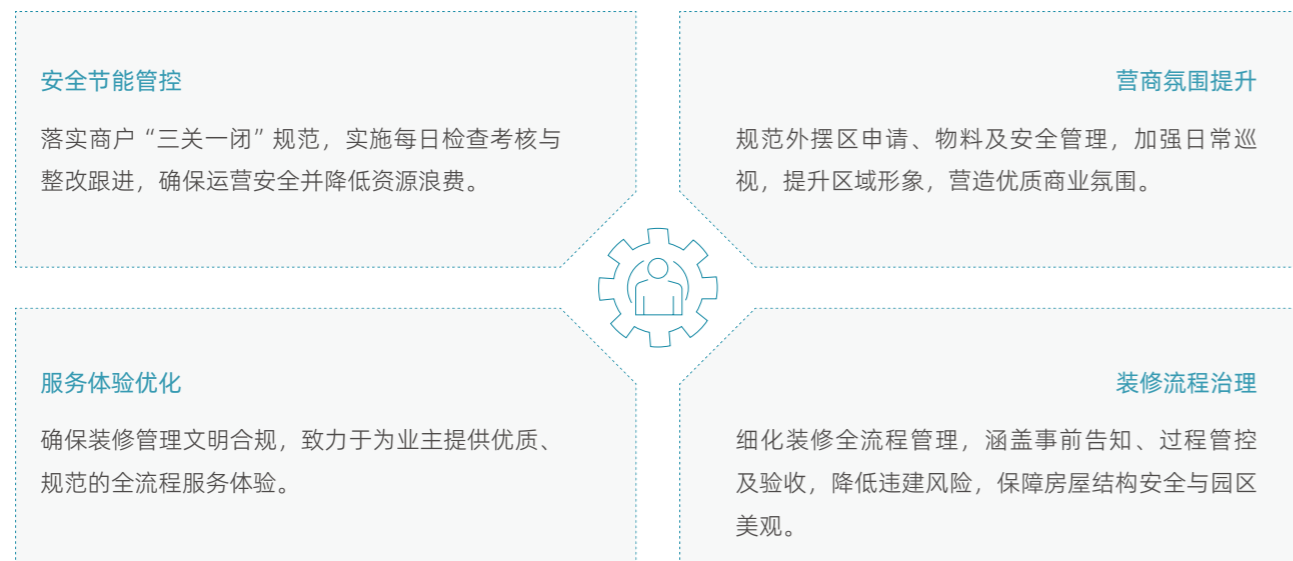 安全节能管控
落实商户“三关一闭”规范，实施每日检查考核与
整改跟进，确保运营安全并降低资源浪费。
营商氛围提升
规范外摆区申请、物料及安全管理，加强日常巡
视，提升区域形象，营造优质商业氛围。
服务体验优化
确保装修管理文明合规，致力于为业主提供优质、
规范的全流程服务体验。
装修流程治理
细化装修全流程管理，涵盖事前告知、过程管控
及验收，降低违建风险，保障房屋结构安全与园区
美观。